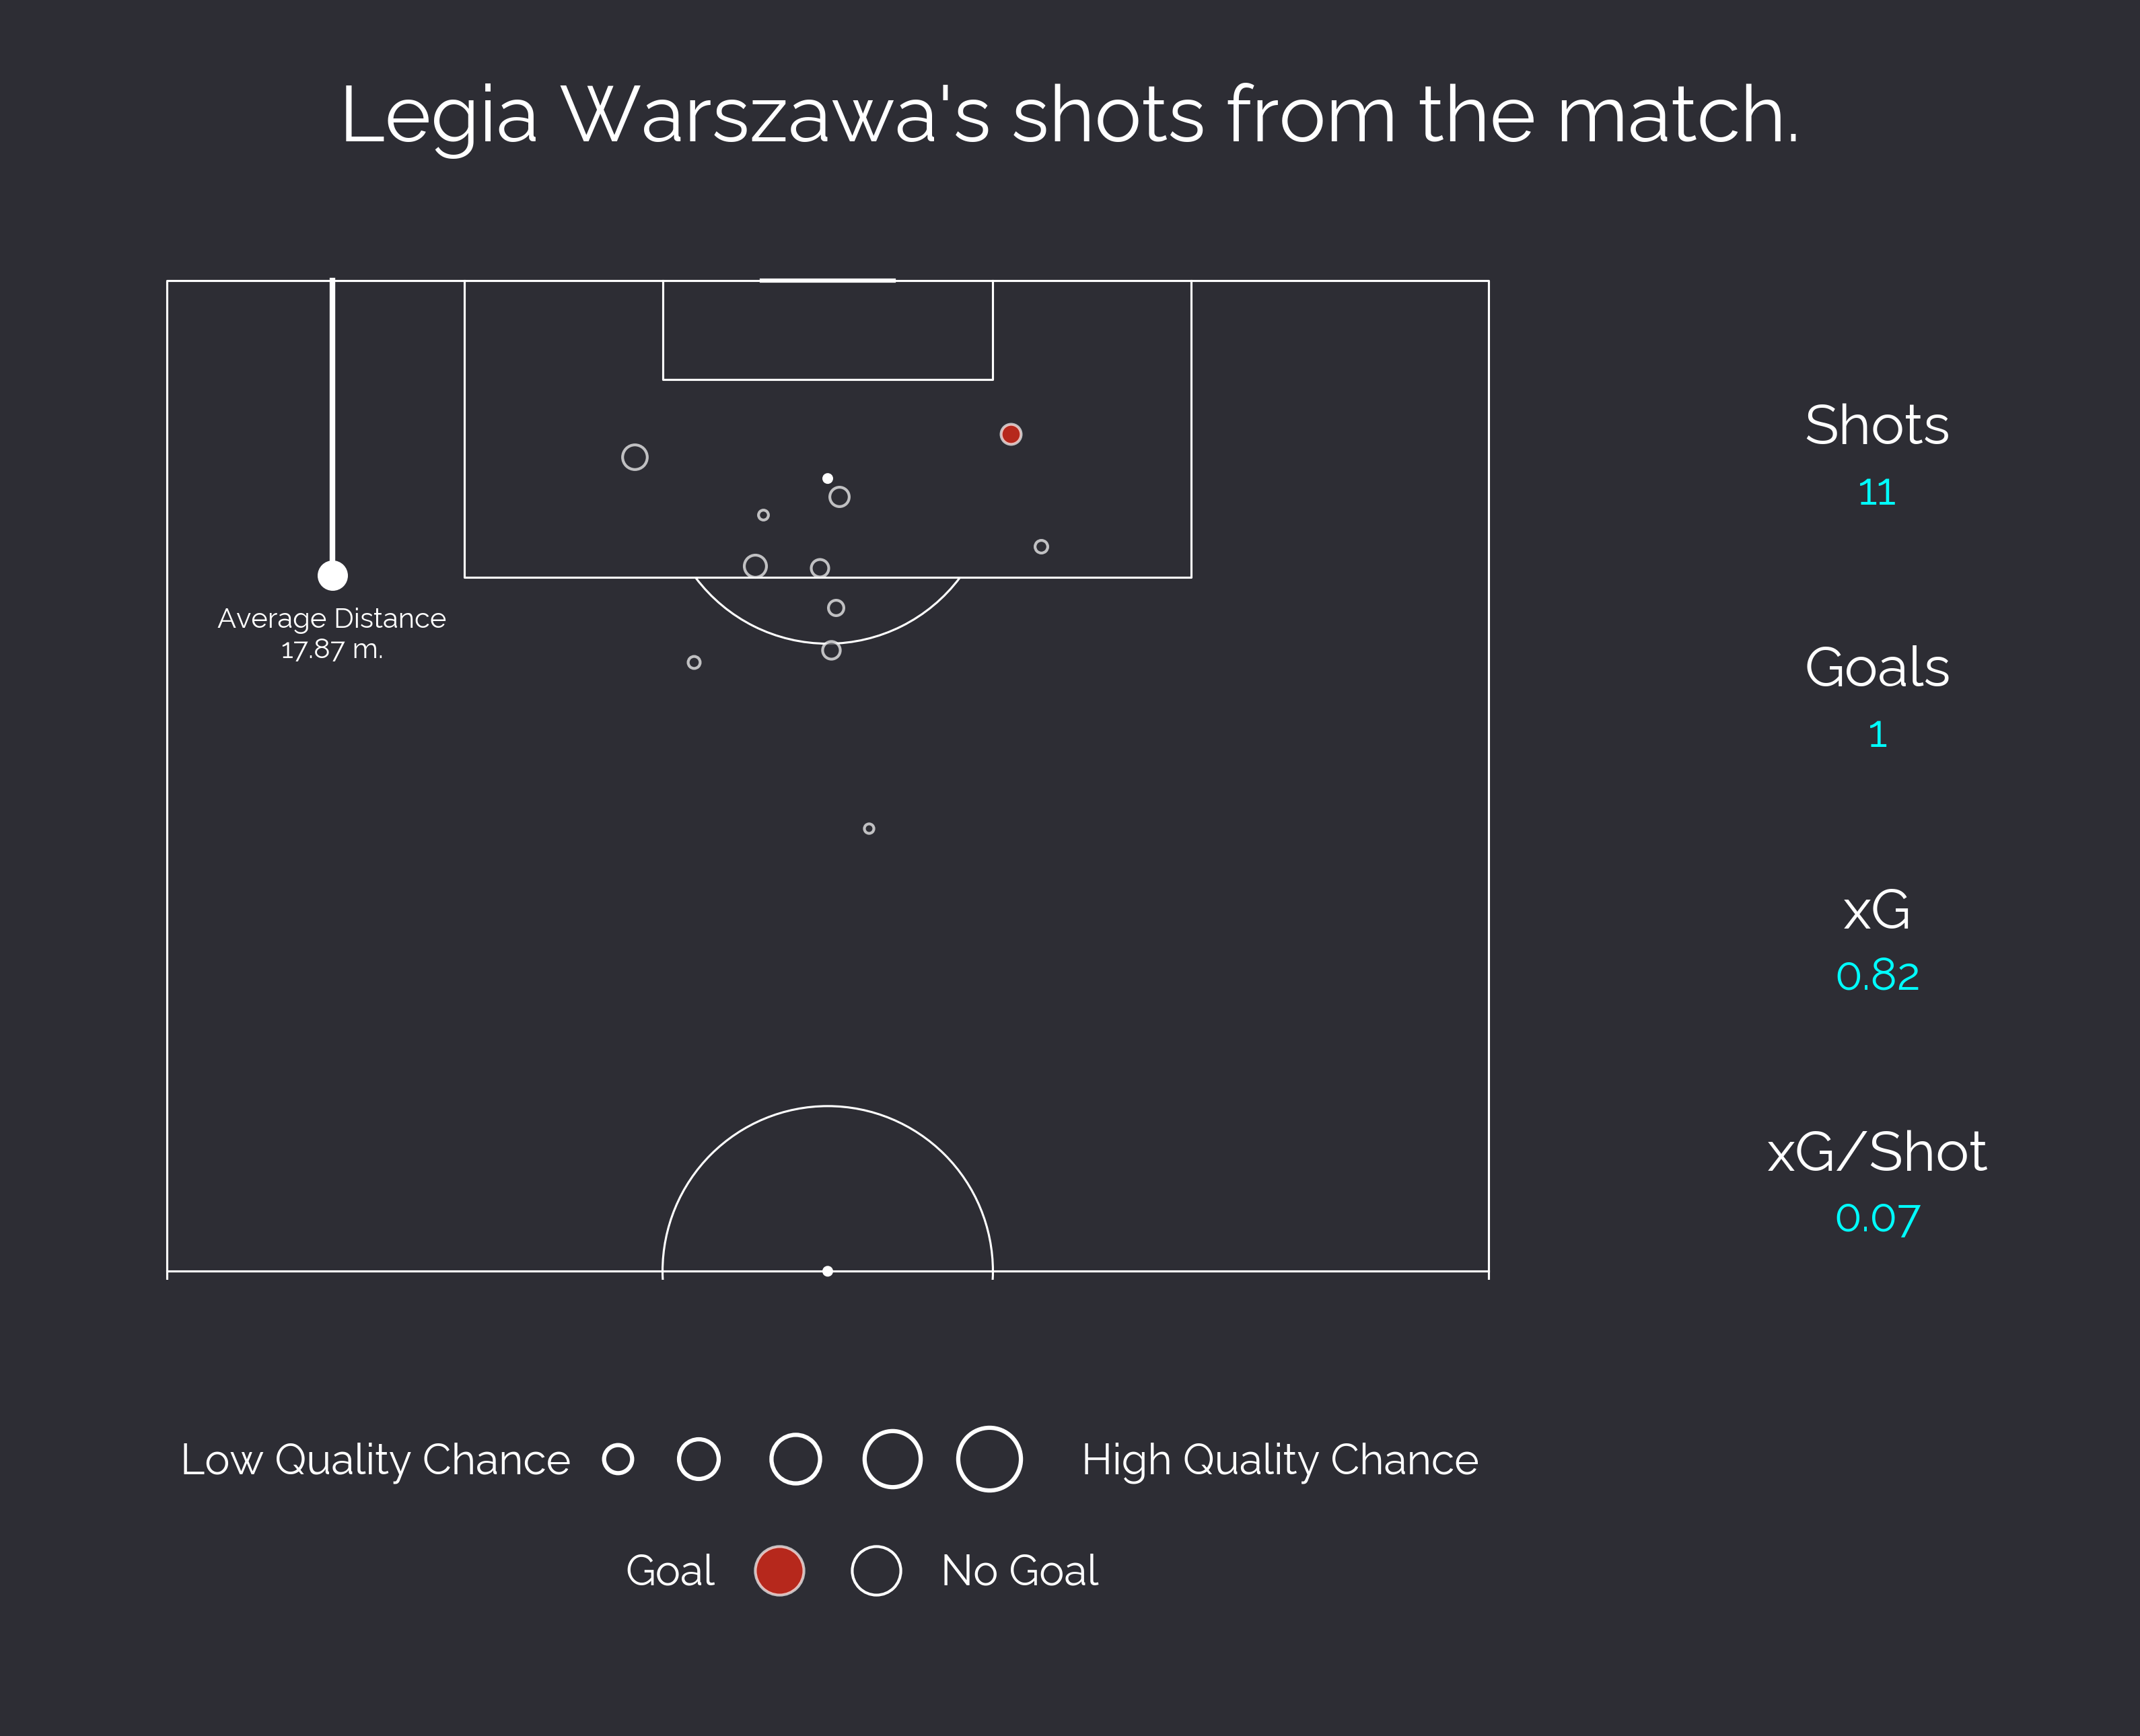 Legia Warszawa's shots from the match.
Average Distance
17.87 m.
Shots
11
Goals
1
xG
0.82
xG/Shot
0.07
Low Quality Chance
High Quality Chance
Goal
No Goal